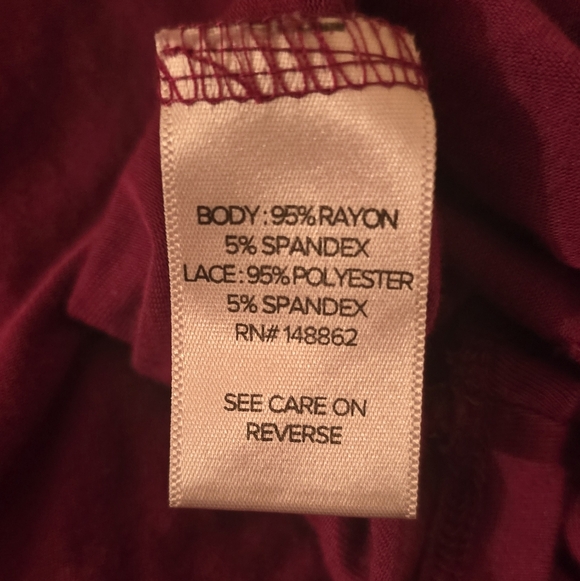 BODY: 95% RAYON
5% SPANDEX
LACE: 95% POLYESTER
5% SPANDEX
RN# 148862
SEE CARE ON
REVERSE